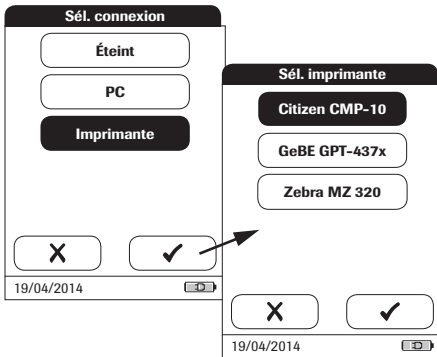 Sél. connexion
Éteint
PC
Imprimante
19/04/2014
Sél. imprimante
Citizen CMP-10
GeBE GPT-437x
Zebra MZ 320
19/04/2014